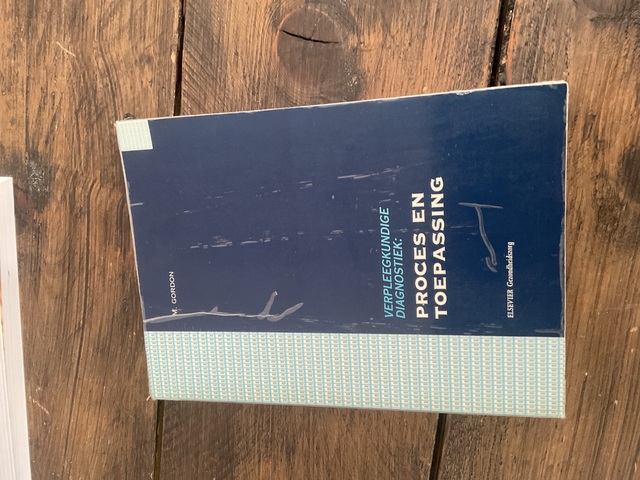 M. GORDON
VERPLEEGKUNDIGE
DIAGNOSTIEK:
PROCES EN
TOEPASSING
ELSEVIER Gezondheidszorg